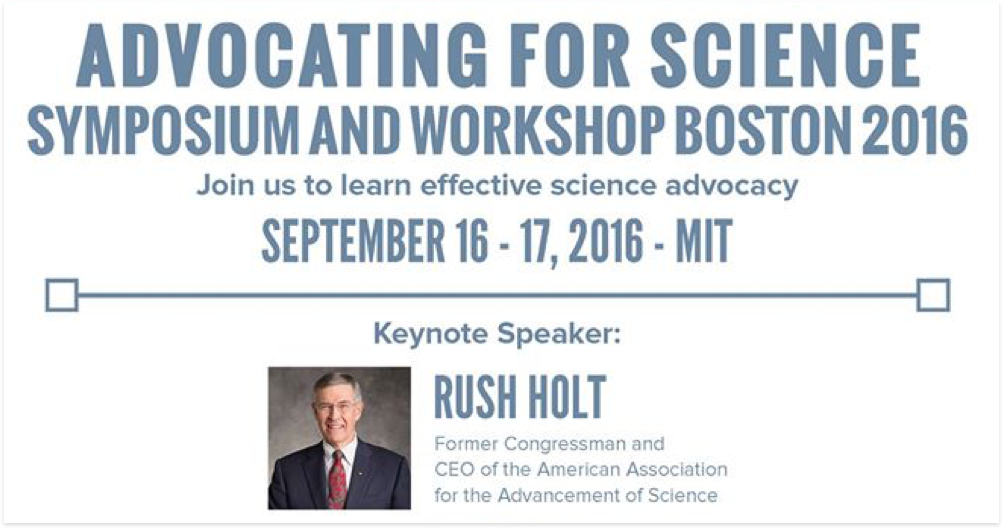 ADVOCATING FOR SCIENCE
SYMPOSIUM AND WORKSHOP BOSTON 2016
Join us to learn effective science advocacy
SEPTEMBER 16 - 17, 2016 - MIT
Keynote Speaker:
RUSH HOLT
Former Congressman and
CEO of the American Association
for the Advancement of Science